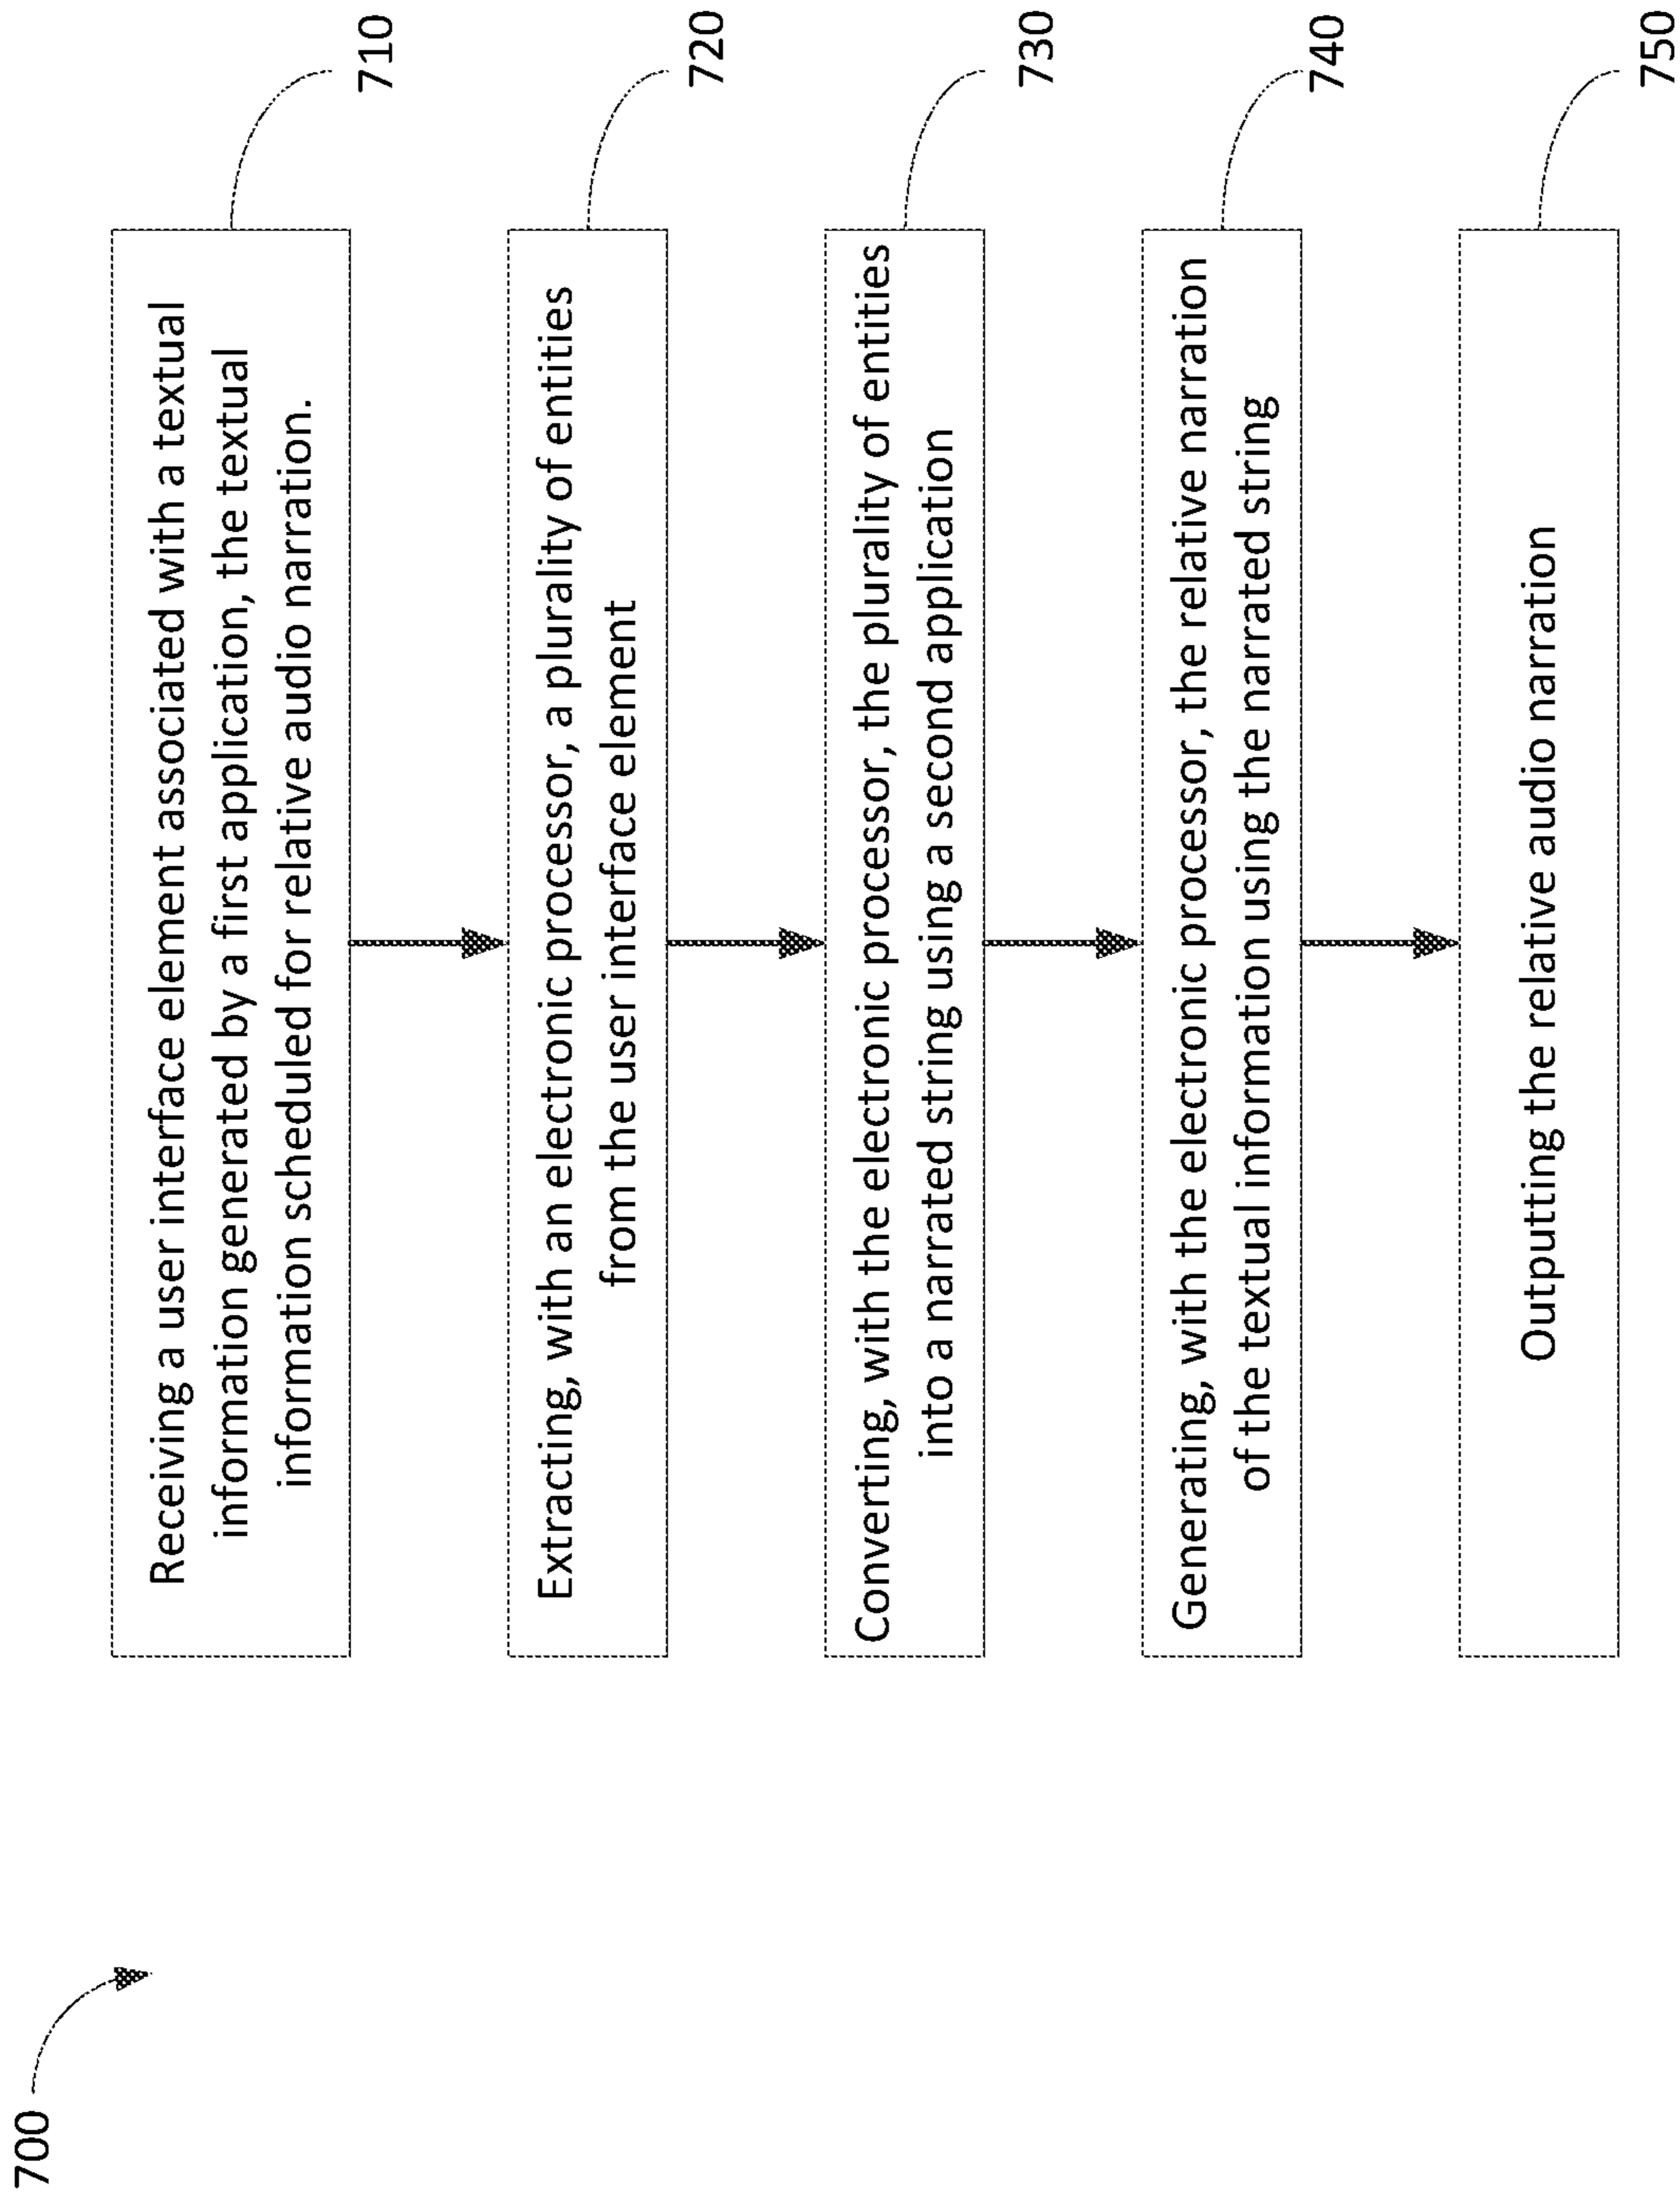 700
Receiving a user interface element associated with a textual
information generated by a first application, the textual
information scheduled for relative audio narration.
710
Extracting, with an electronic processor, a plurality of entities
from the user interface element
720
Converting, with the electronic processor, the plurality of entities
into a narrated string using a second application
730
Generating, with the electronic processor, the relative narration
of the textual information using the narrated string
740
Outputting the relative audio narration
750